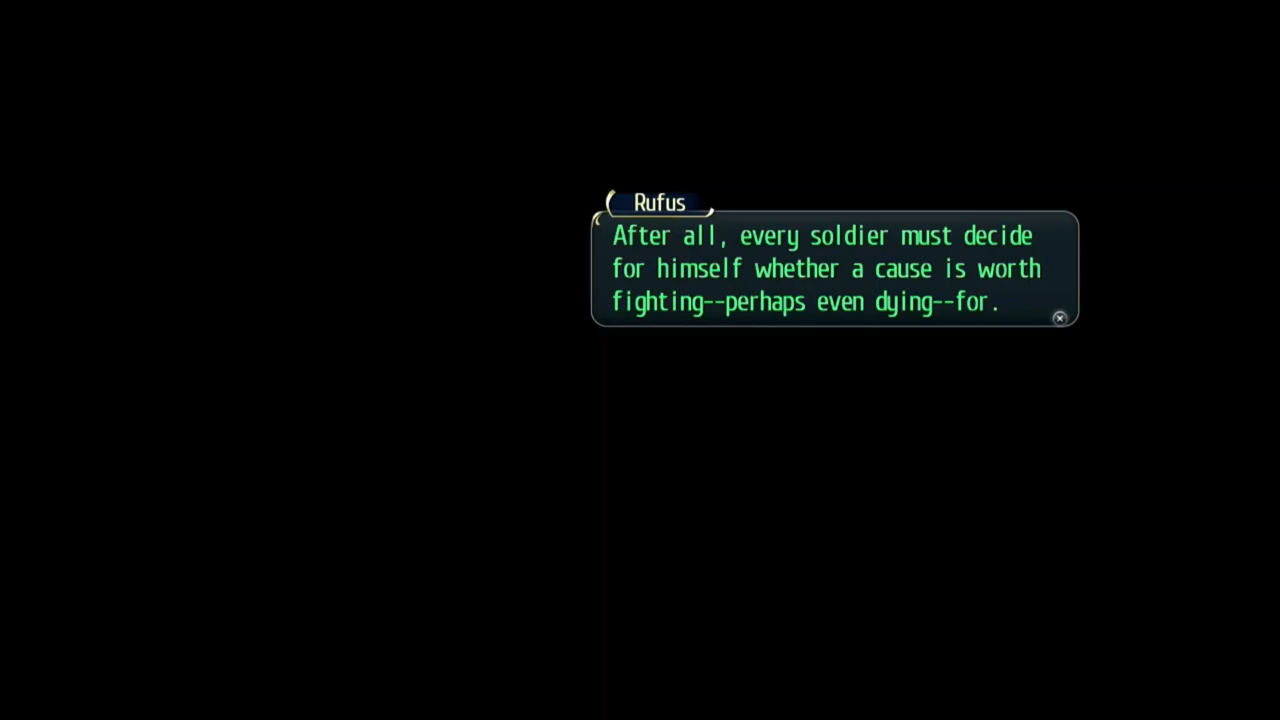 Rufus
After all, every soldier must decide
for himself whether a cause is worth
fighting--perhaps even dying--for.